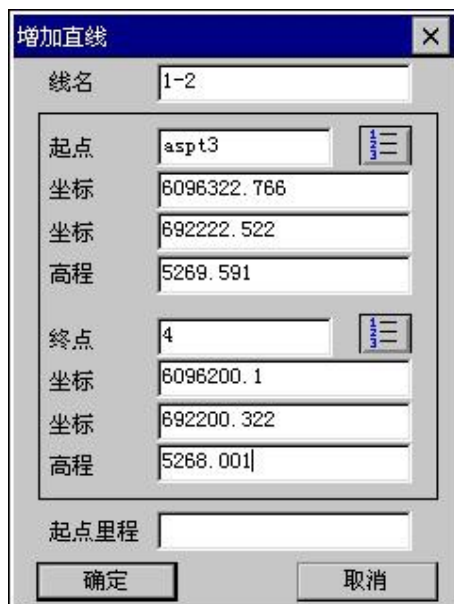 增加直线
线名 1-2
起点 aspt3
坐标 6096322.766
坐标 692222.522
高程 5269.591
终点 4
坐标 6096200.1
坐标 692200.322
高程 5268.001
起点里程
确定 取消